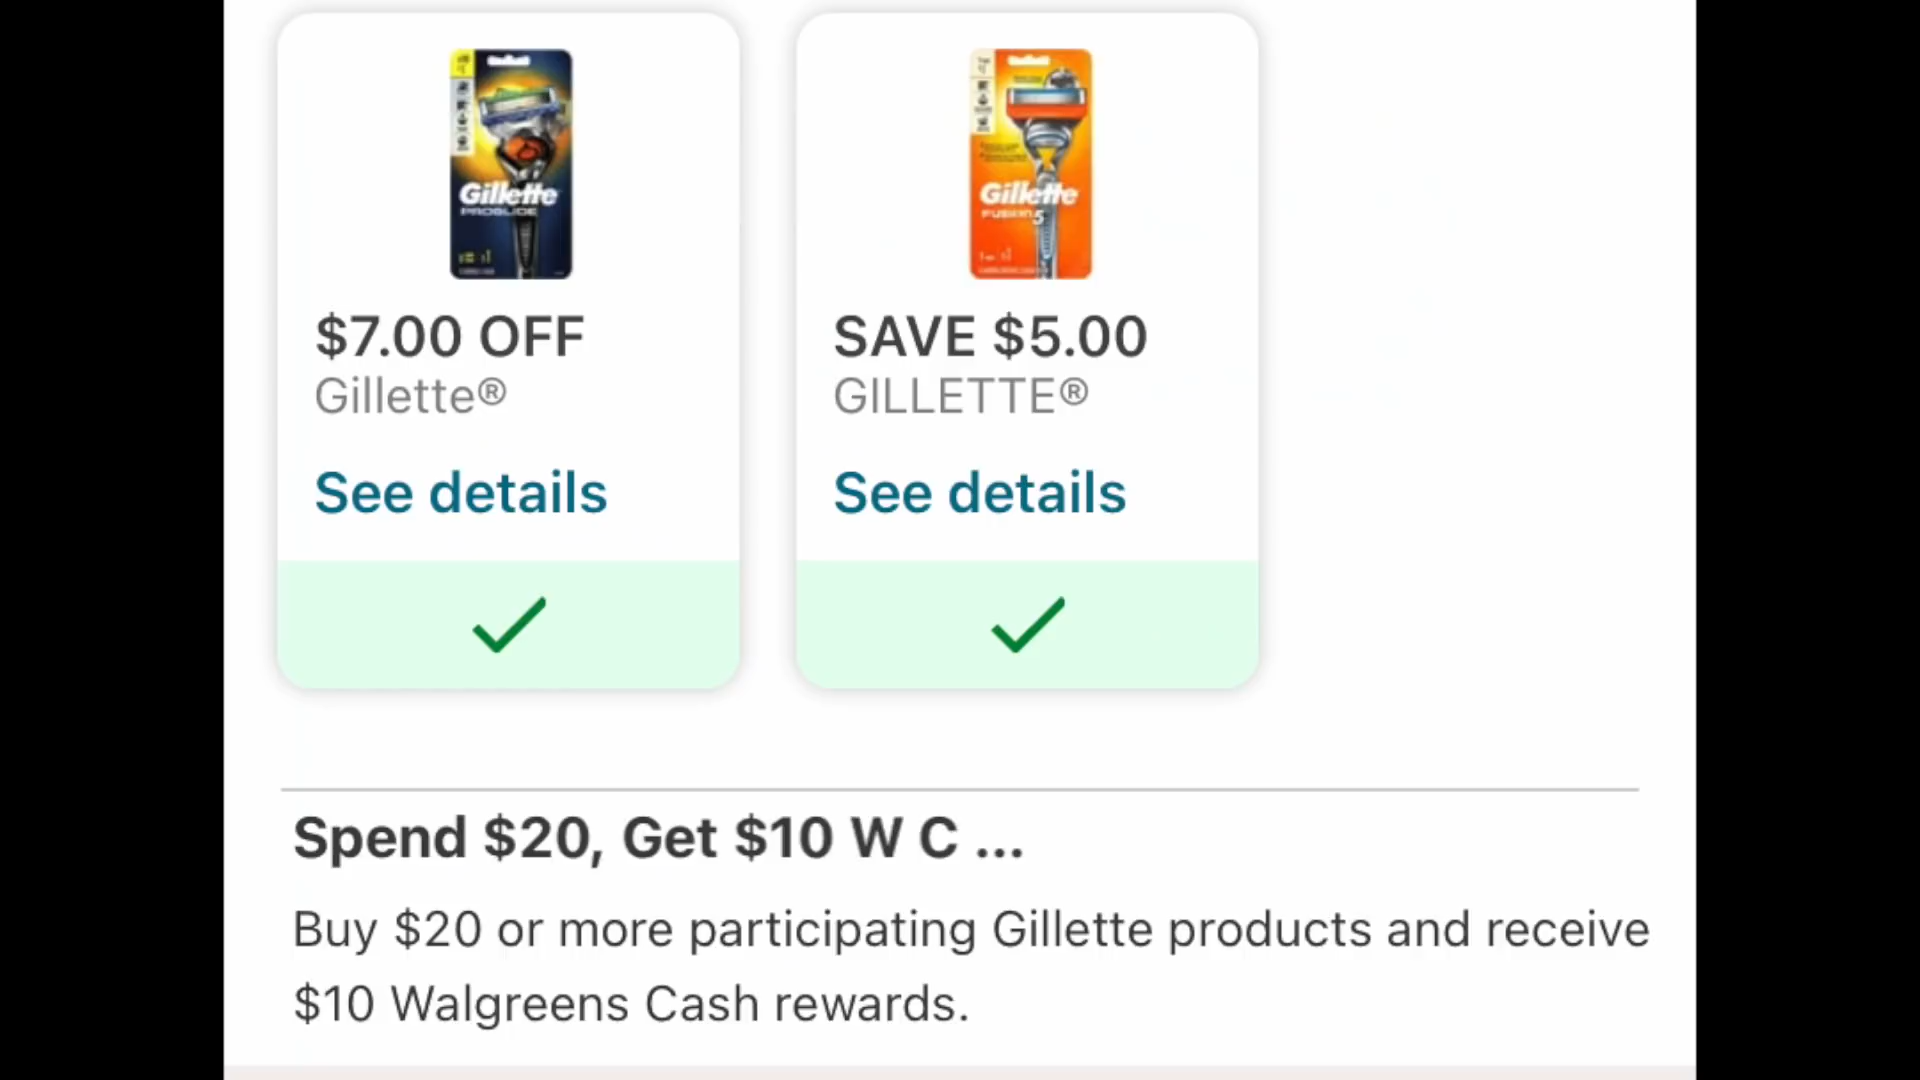 Gillette
PROGLIDE
$7.00 OFF
Gillette®
See details
Gillette
FUSION5
SAVE $5.00
GILLETTE®
See details
Spend $20, Get $10 W C ...
Buy $20 or more participating Gillette products and receive
$10 Walgreens Cash rewards.